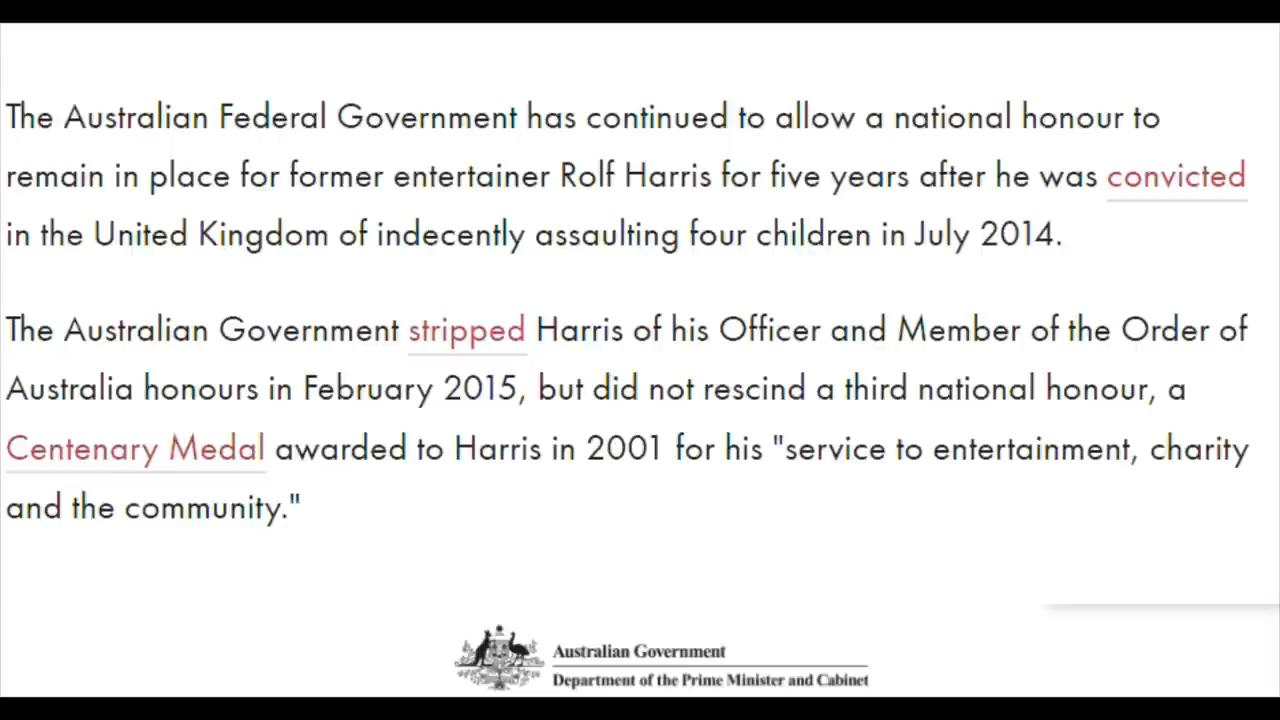 The Australian Federal Government has continued to allow a national honour to
remain in place for former entertainer Rolf Harris for five years after he was convicted
in the United Kingdom of indecently assaulting four children in July 2014.
The Australian Government stripped Harris of his Officer and Member of the Order of
Australia honours in February 2015, but did not rescind a third national honour, a
Centenary Medal awarded to Harris in 2001 for his "service to entertainment, charity
and the community."
Australian Government
Department of the Prime Minister and Cabinet